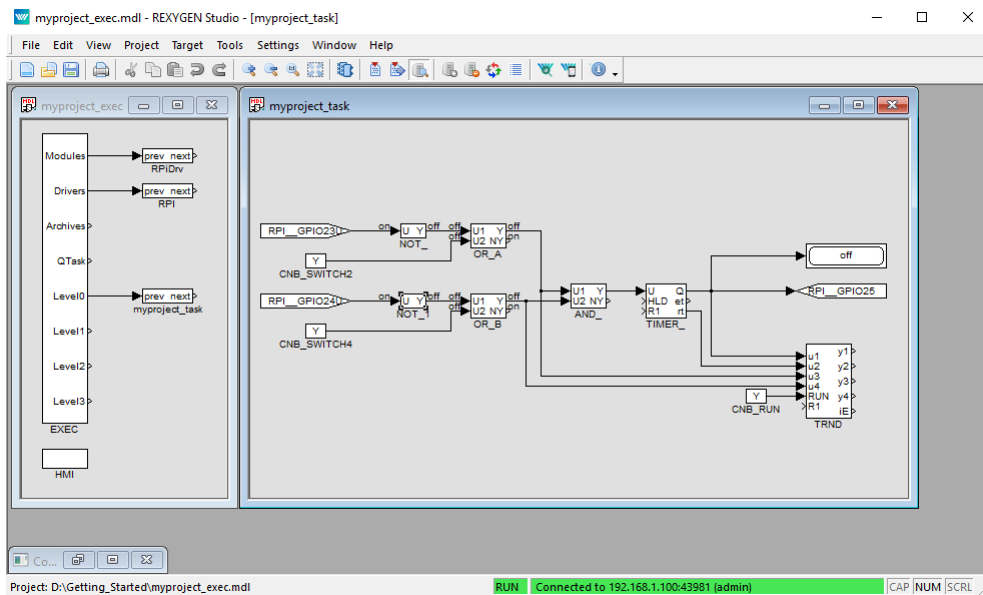 myproject_exec.mdl - REXYGEN Studio - [myproject_task]
File Edit View Project Target Tools Settings Window Help
myproject_exec
myproject_task
Modules
prev next
RPiDrv
Drivers
prev next
RPI
Archives
QTask
Level0
prev next
myproject_task
Level1
Level2
Level3
EXEC
HMI
RPI__GPIO23
on
U Y
off
NOT_
off
off
U1 Y
U2 NY
off
on
OR_A
Y
CNB_SWITCH2
RPI__GPIO24
on
U Y
off
NOT_1
off
off
U1 Y
U2 NY
off
on
OR_B
Y
CNB_SWITCH4
U1 Y
U2 NY
AND_
U Q
HLD et
R1 rt
TIMER_
off
RPI__GPIO25
u1 y1
u2 y2
u3 y3
u4
RUN y4
R1 iE
TRND
Y
CNB_RUN
Co...
Project: D:\Getting_Started\myproject_exec.mdl
RUN
Connected to 192.168.1.100:43981 (admin)
CAP NUM SCRL